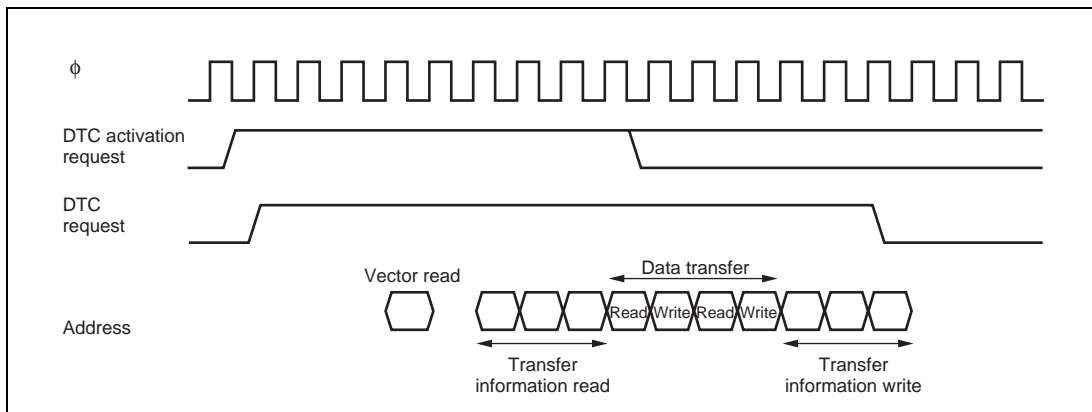 ϕ
DTC activation
request
DTC
request
Vector read
Data transfer
Address
Read Write Read Write
Transfer
information read
Transfer
information write